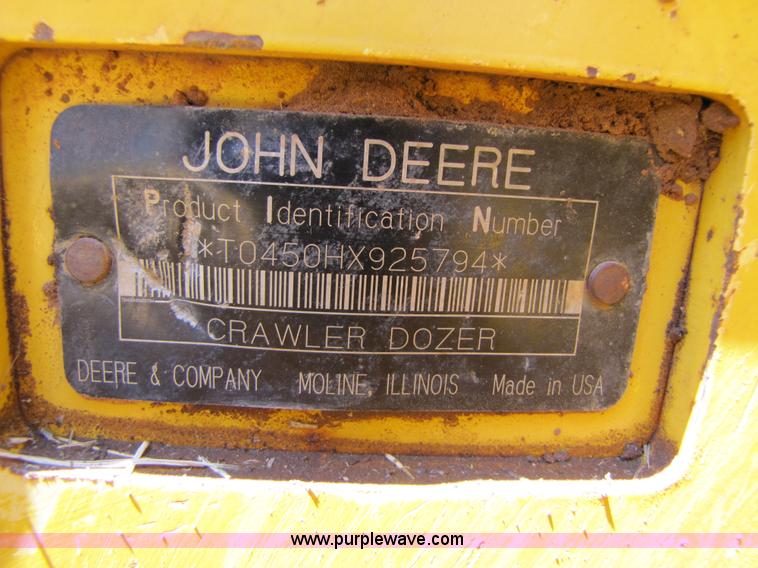 JOHN DEERE
Product Identification Number
*T0450HX925794*
CRAWLER DOZER
DEERE & COMPANY MOLINE, ILLINOIS Made in USA
www.purplewave.com